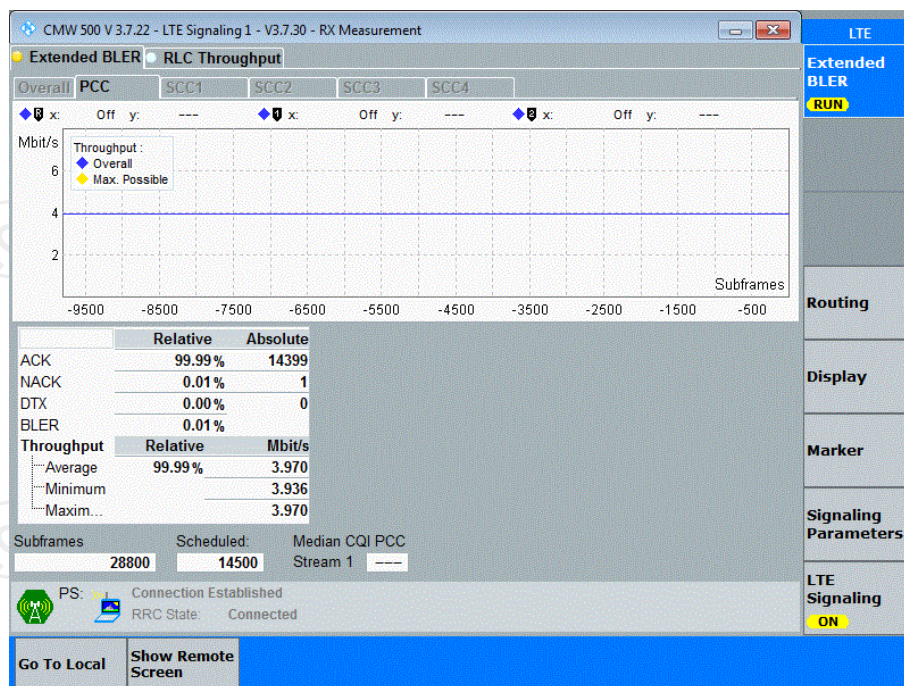 CMW 500 V 3.7.22 - LTE Signaling 1 - V3.7.30 - RX Measurement
LTE
Extended BLER RLC Throughput
Extended
BLER
RUN
Overall PCC SCC1 SCC2 SCC3 SCC4
R x: Off y: --- 1 x: Off y: --- 2 x: Off y: ---
Mbit/s
Throughput :
Overall
Max. Possible
6
4
2
Subframes
-9500 -8500 -7500 -6500 -5500 -4500 -3500 -2500 -1500 -500
Routing
Display
Marker
Signaling
Parameters
LTE
Signaling
ON
Relative Absolute
ACK 99.99 % 14399
NACK 0.01 % 1
DTX 0.00 % 0
BLER 0.01 %
Throughput Relative Mbit/s
Average 99.99 % 3.970
Minimum 3.936
Maxim... 3.970
Subframes Scheduled: Median CQI PCC
28800 14500 Stream 1 ---
PS: Connection Established
RRC State: Connected
Go To Local
Show Remote
Screen